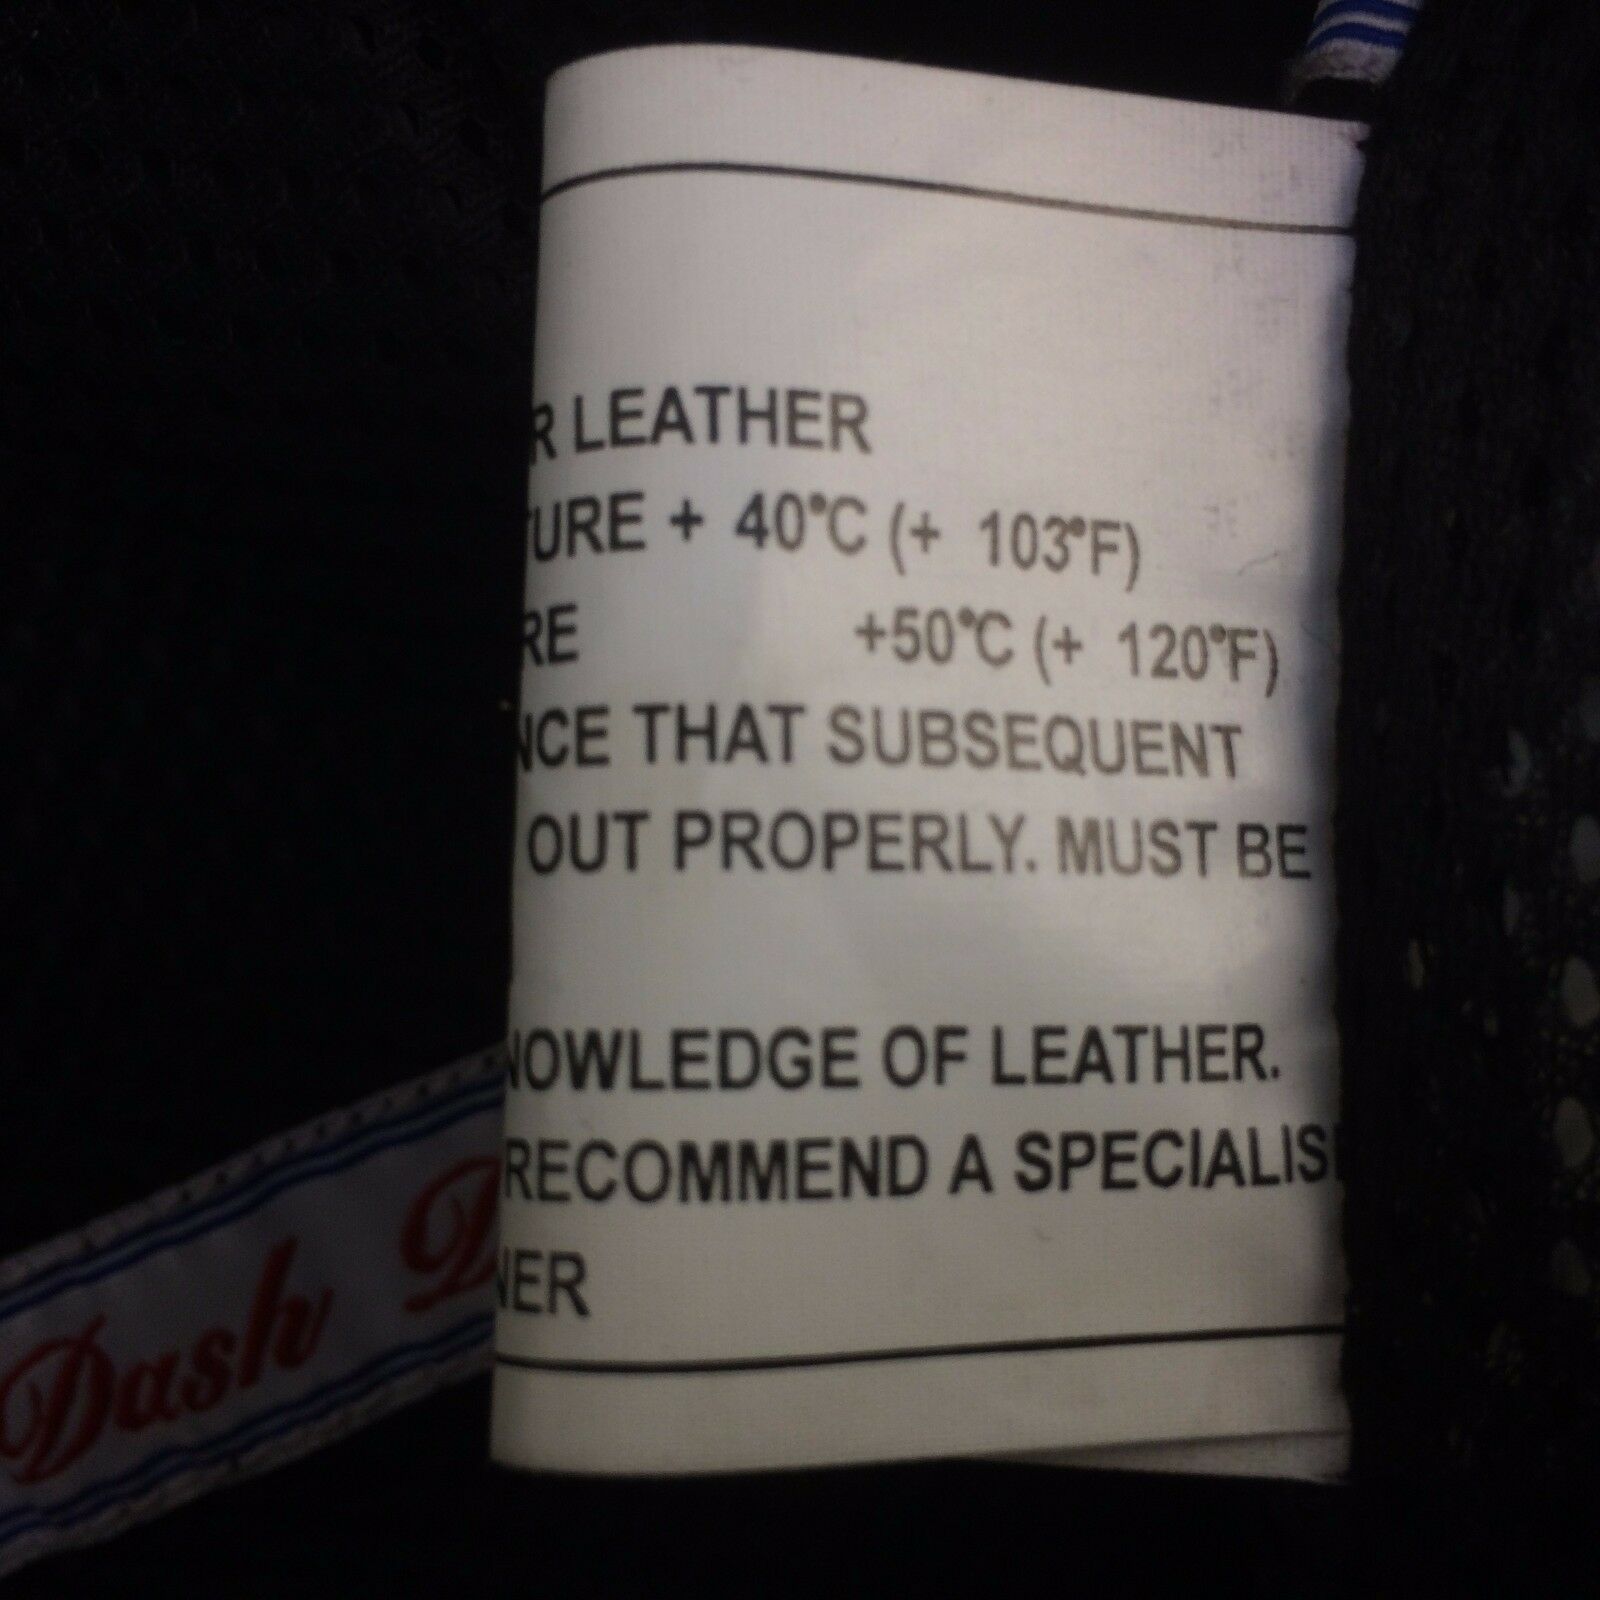 R LEATHER
TURE + 40°C (+ 103°F)
RE +50°C (+ 120°F)
NCE THAT SUBSEQUENT
OUT PROPERLY. MUST BE
NOWLEDGE OF LEATHER.
RECOMMEND A SPECIALIS
NER
Dash D